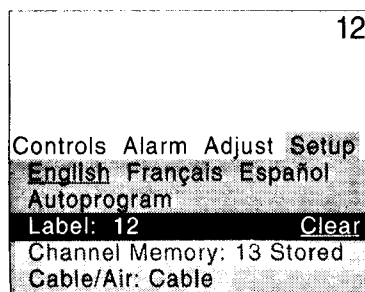 12
Controls Alarm Adjust Setup
English Français Español
Autoprogram
Label: 12 Clear
Channel Memory: 13 Stored
Cable/Air: Cable